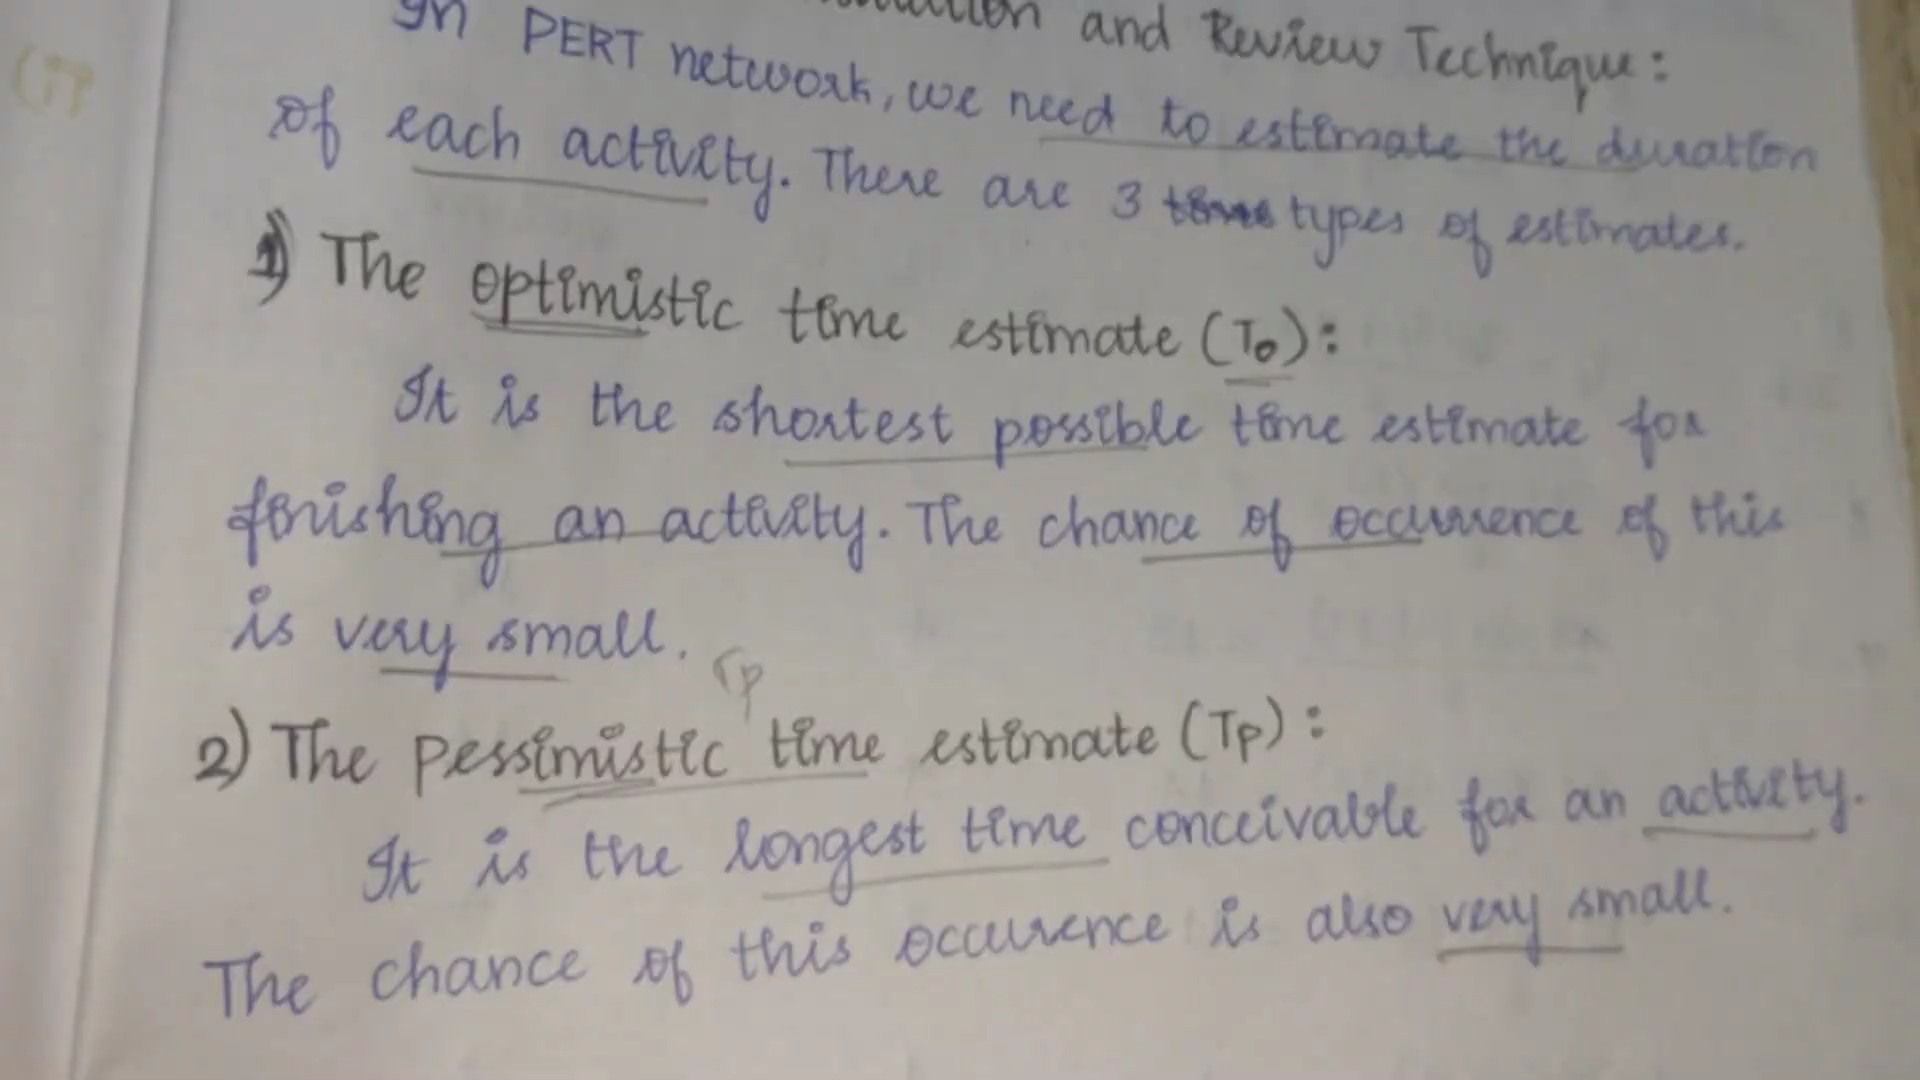 and Review Technique:
In PERT network, we need to estimate the duration
of each activity. There are 3 types of estimates.
1) The optimistic time estimate (To):
It is the shortest possible time estimate for
finishing an activity. The chance of occurrence of this
is very small.
Tp
2) The pessimistic time estimate (Tp):
It is the longest time conceivable for an activity.
The chance of this occurence is also very small.